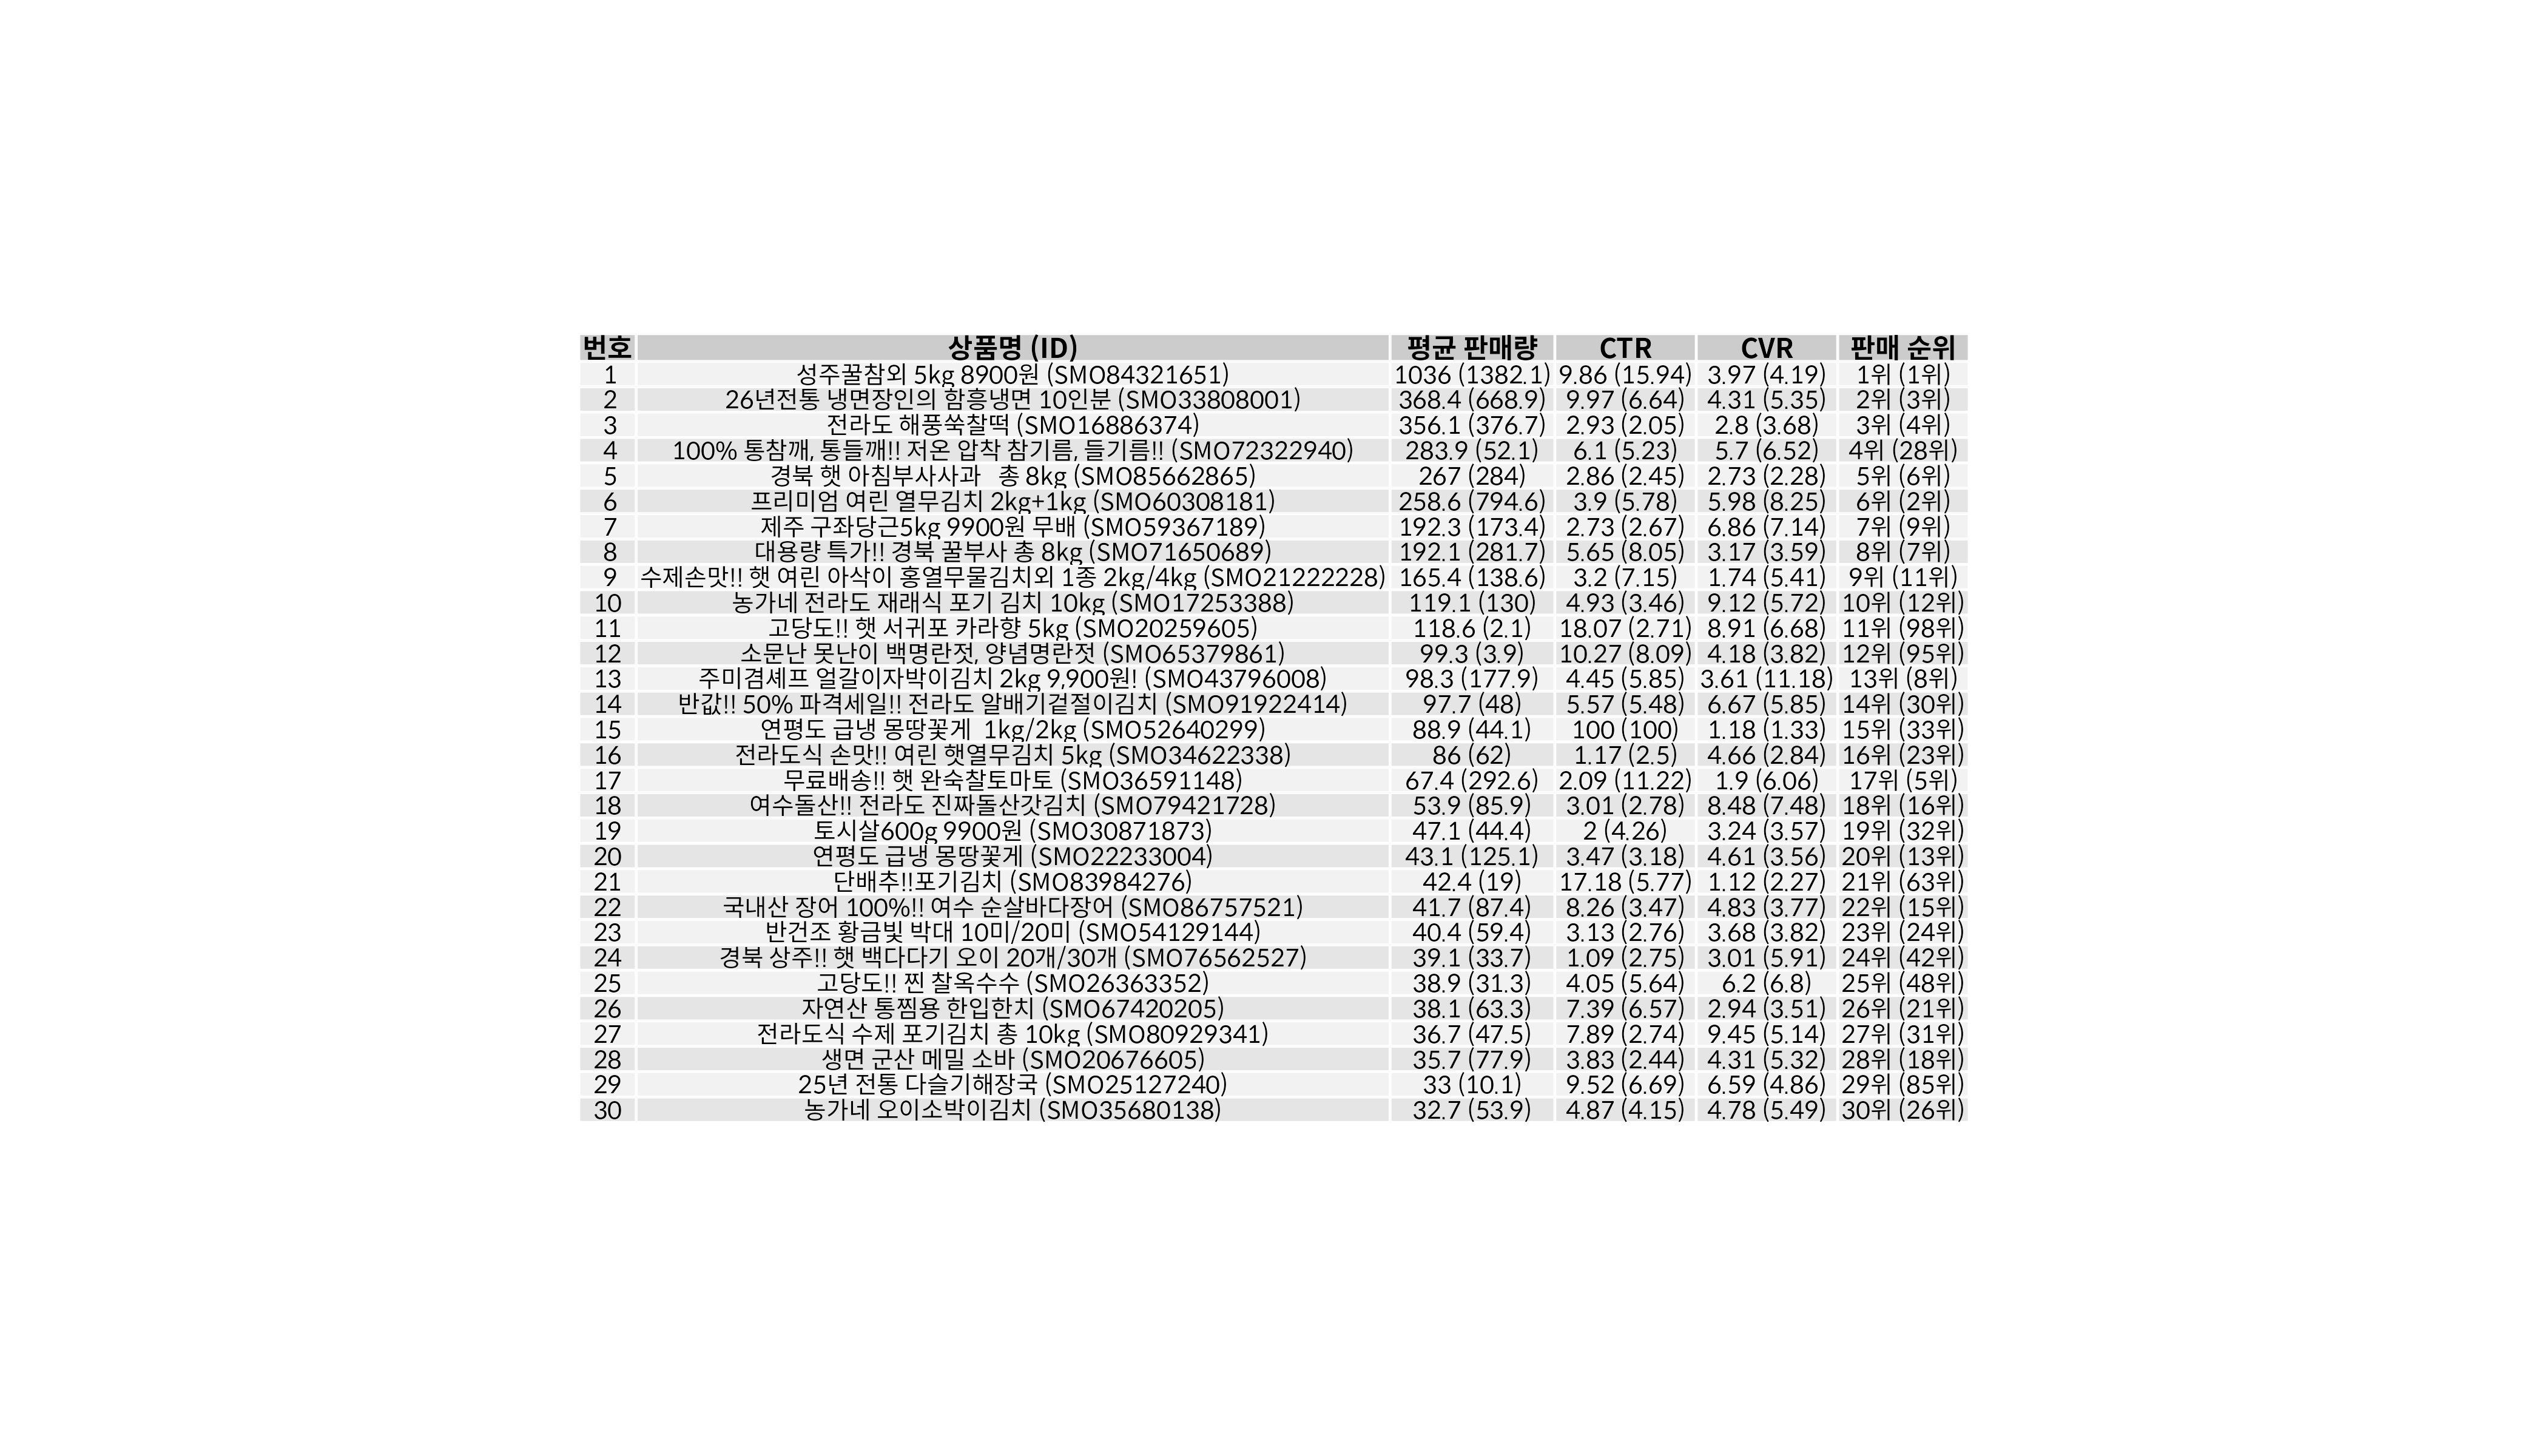 번호 상품명 (ID) 평균 판매량 CTR CVR 판매 순위
1 성주꿀참외 5kg 8900원 (SMO84321651) 1036 (1382.1) 9.86 (15.94) 3.97 (4.19) 1위 (1위)
2 26년전통 냉면장인의 함흥냉면 10인분 (SMO33808001) 368.4 (668.9) 9.97 (6.64) 4.31 (5.35) 2위 (3위)
3 전라도 해풍쑥찰떡 (SMO16886374) 356.1 (376.7) 2.93 (2.05) 2.8 (3.68) 3위 (4위)
4 100% 통참깨, 통들깨!! 저온 압착 참기름, 들기름!! (SMO72322940) 283.9 (52.1) 6.1 (5.23) 5.7 (6.52) 4위 (28위)
5 경북 햇 아침부사사과 총 8kg (SMO85662865) 267 (284) 2.86 (2.45) 2.73 (2.28) 5위 (6위)
6 프리미엄 여린 열무김치 2kg+1kg (SMO60308181) 258.6 (794.6) 3.9 (5.78) 5.98 (8.25) 6위 (2위)
7 제주 구좌당근5kg 9900원 무배 (SMO59367189) 192.3 (173.4) 2.73 (2.67) 6.86 (7.14) 7위 (9위)
8 대용량 특가!! 경북 꿀부사 총 8kg (SMO71650689) 192.1 (281.7) 5.65 (8.05) 3.17 (3.59) 8위 (7위)
9 수제손맛!! 햇 여린 아삭이 홍열무물김치외 1종 2kg/4kg (SMO21222228) 165.4 (138.6) 3.2 (7.15) 1.74 (5.41) 9위 (11위)
10 농가네 전라도 재래식 포기 김치 10kg (SMO17253388) 119.1 (130) 4.93 (3.46) 9.12 (5.72) 10위 (12위)
11 고당도!! 햇 서귀포 카라향 5kg (SMO20259605) 118.6 (2.1) 18.07 (2.71) 8.91 (6.68) 11위 (98위)
12 소문난 못난이 백명란젓, 양념명란젓 (SMO65379861) 99.3 (3.9) 10.27 (8.09) 4.18 (3.82) 12위 (95위)
13 주미겸셰프 얼갈이자박이김치 2kg 9,900원! (SMO43796008) 98.3 (177.9) 4.45 (5.85) 3.61 (11.18) 13위 (8위)
14 반값!! 50% 파격세일!! 전라도 알배기겉절이김치 (SMO91922414) 97.7 (48) 5.57 (5.48) 6.67 (5.85) 14위 (30위)
15 연평도 급냉 몽땅꽃게 1kg/2kg (SMO52640299) 88.9 (44.1) 100 (100) 1.18 (1.33) 15위 (33위)
16 전라도식 손맛!! 여린 햇열무김치 5kg (SMO34622338) 86 (62) 1.17 (2.5) 4.66 (2.84) 16위 (23위)
17 무료배송!! 햇 완숙찰토마토 (SMO36591148) 67.4 (292.6) 2.09 (11.22) 1.9 (6.06) 17위 (5위)
18 여수돌산!! 전라도 진짜돌산갓김치 (SMO79421728) 53.9 (85.9) 3.01 (2.78) 8.48 (7.48) 18위 (16위)
19 토시살600g 9900원 (SMO30871873) 47.1 (44.4) 2 (4.26) 3.24 (3.57) 19위 (32위)
20 연평도 급냉 몽땅꽃게 (SMO22233004) 43.1 (125.1) 3.47 (3.18) 4.61 (3.56) 20위 (13위)
21 단배추!!포기김치 (SMO83984276) 42.4 (19) 17.18 (5.77) 1.12 (2.27) 21위 (63위)
22 국내산 장어 100%!! 여수 순살바다장어 (SMO86757521) 41.7 (87.4) 8.26 (3.47) 4.83 (3.77) 22위 (15위)
23 반건조 황금빛 박대 10미/20미 (SMO54129144) 40.4 (59.4) 3.13 (2.76) 3.68 (3.82) 23위 (24위)
24 경북 상주!! 햇 백다다기 오이 20개/30개 (SMO76562527) 39.1 (33.7) 1.09 (2.75) 3.01 (5.91) 24위 (42위)
25 고당도!! 찐 찰옥수수 (SMO26363352) 38.9 (31.3) 4.05 (5.64) 6.2 (6.8) 25위 (48위)
26 자연산 통찜용 한입한치 (SMO67420205) 38.1 (63.3) 7.39 (6.57) 2.94 (3.51) 26위 (21위)
27 전라도식 수제 포기김치 총 10kg (SMO80929341) 36.7 (47.5) 7.89 (2.74) 9.45 (5.14) 27위 (31위)
28 생면 군산 메밀 소바 (SMO20676605) 35.7 (77.9) 3.83 (2.44) 4.31 (5.32) 28위 (18위)
29 25년 전통 다슬기해장국 (SMO25127240) 33 (10.1) 9.52 (6.69) 6.59 (4.86) 29위 (85위)
30 농가네 오이소박이김치 (SMO35680138) 32.7 (53.9) 4.87 (4.15) 4.78 (5.49) 30위 (26위)